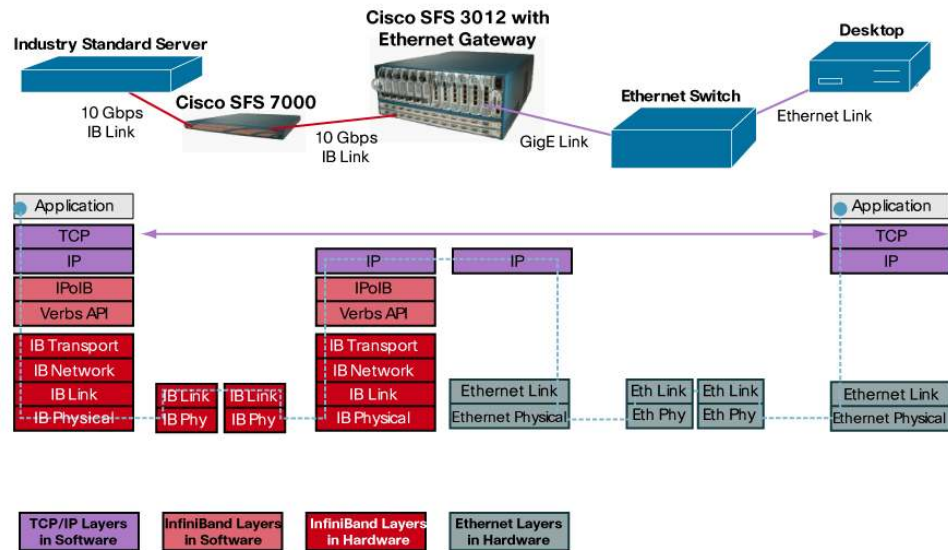 Cisco SFS 3012 with
Ethernet Gateway
Industry Standard Server
Desktop
Cisco SFS 7000
Ethernet Switch
10 Gbps
IB Link
10 Gbps
IB Link
GigE Link
Ethernet Link
Application
Application
TCP
TCP
IP
IP
IP
IP
IPoIB
IPoIB
Verbs API
Verbs API
IB Transport
IB Transport
IB Network
IB Network
IB Link
IB Link
IB Link
IB Link
Ethernet Link
Eth Link
Eth Link
Ethernet Link
IB Physical
IB Phy
IB Phy
IB Physical
Ethernet Physical
Eth Phy
Eth Phy
Ethernet Physical
TCP/IP Layers
in Software
InfiniBand Layers
in Software
InfiniBand Layers
in Hardware
Ethernet Layers
in Hardware